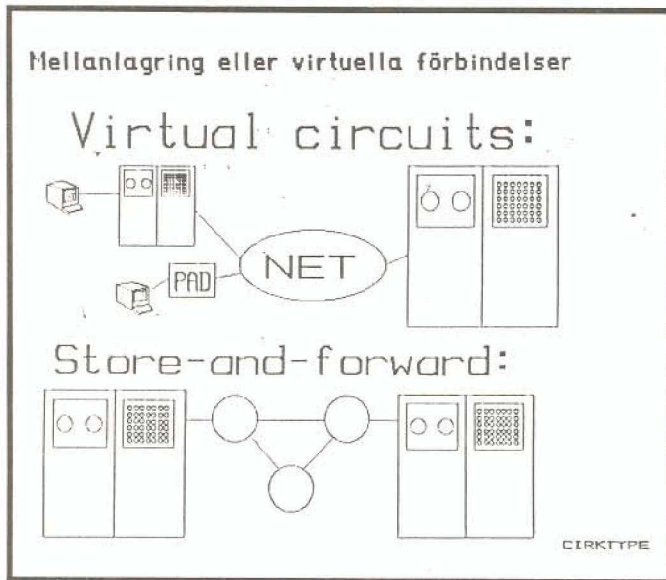 Mellanlagring eller virtuella förbindelser
Virtual circuits:
NET
PAD
Store-and-forward:
CIRKTYPE